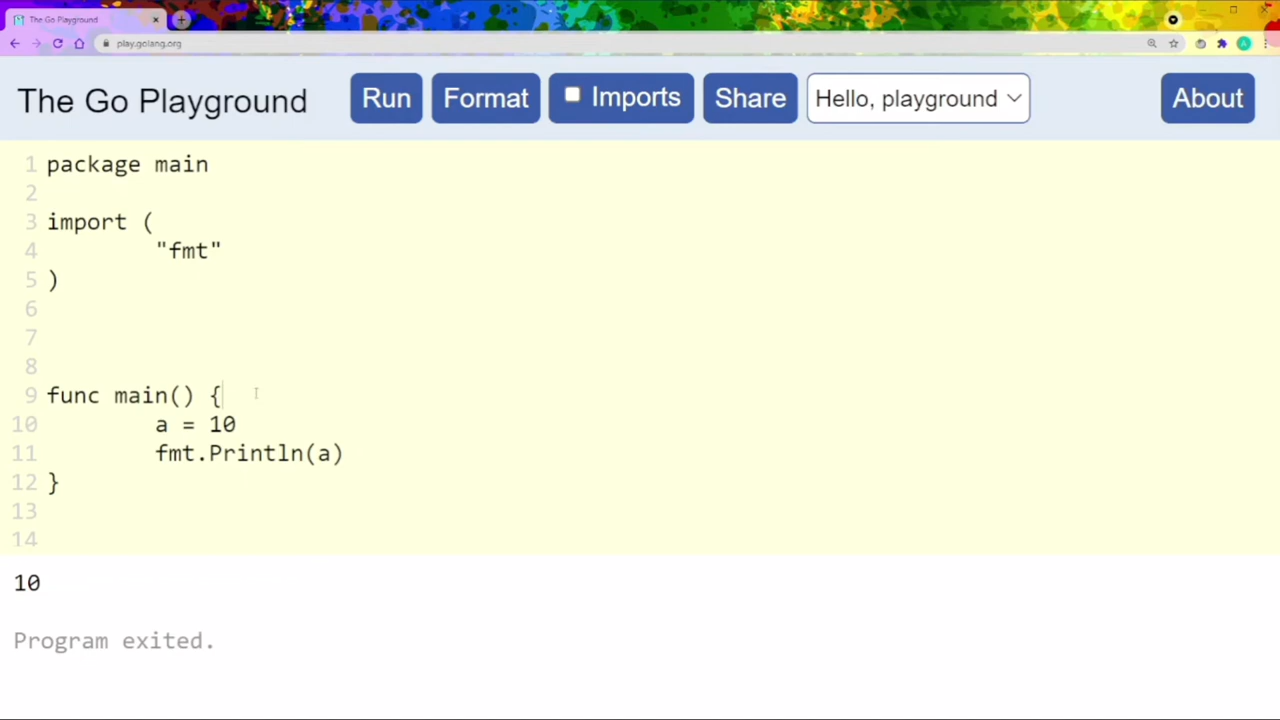 The Go Playground
play.golang.org
The Go Playground Run Format Imports Share Hello, playground About
1 package main
2
3 import (
4 "fmt"
5 )
6
7
8
9 func main() {
10 a = 10
11 fmt.Println(a)
12 }
13
14
10
Program exited.